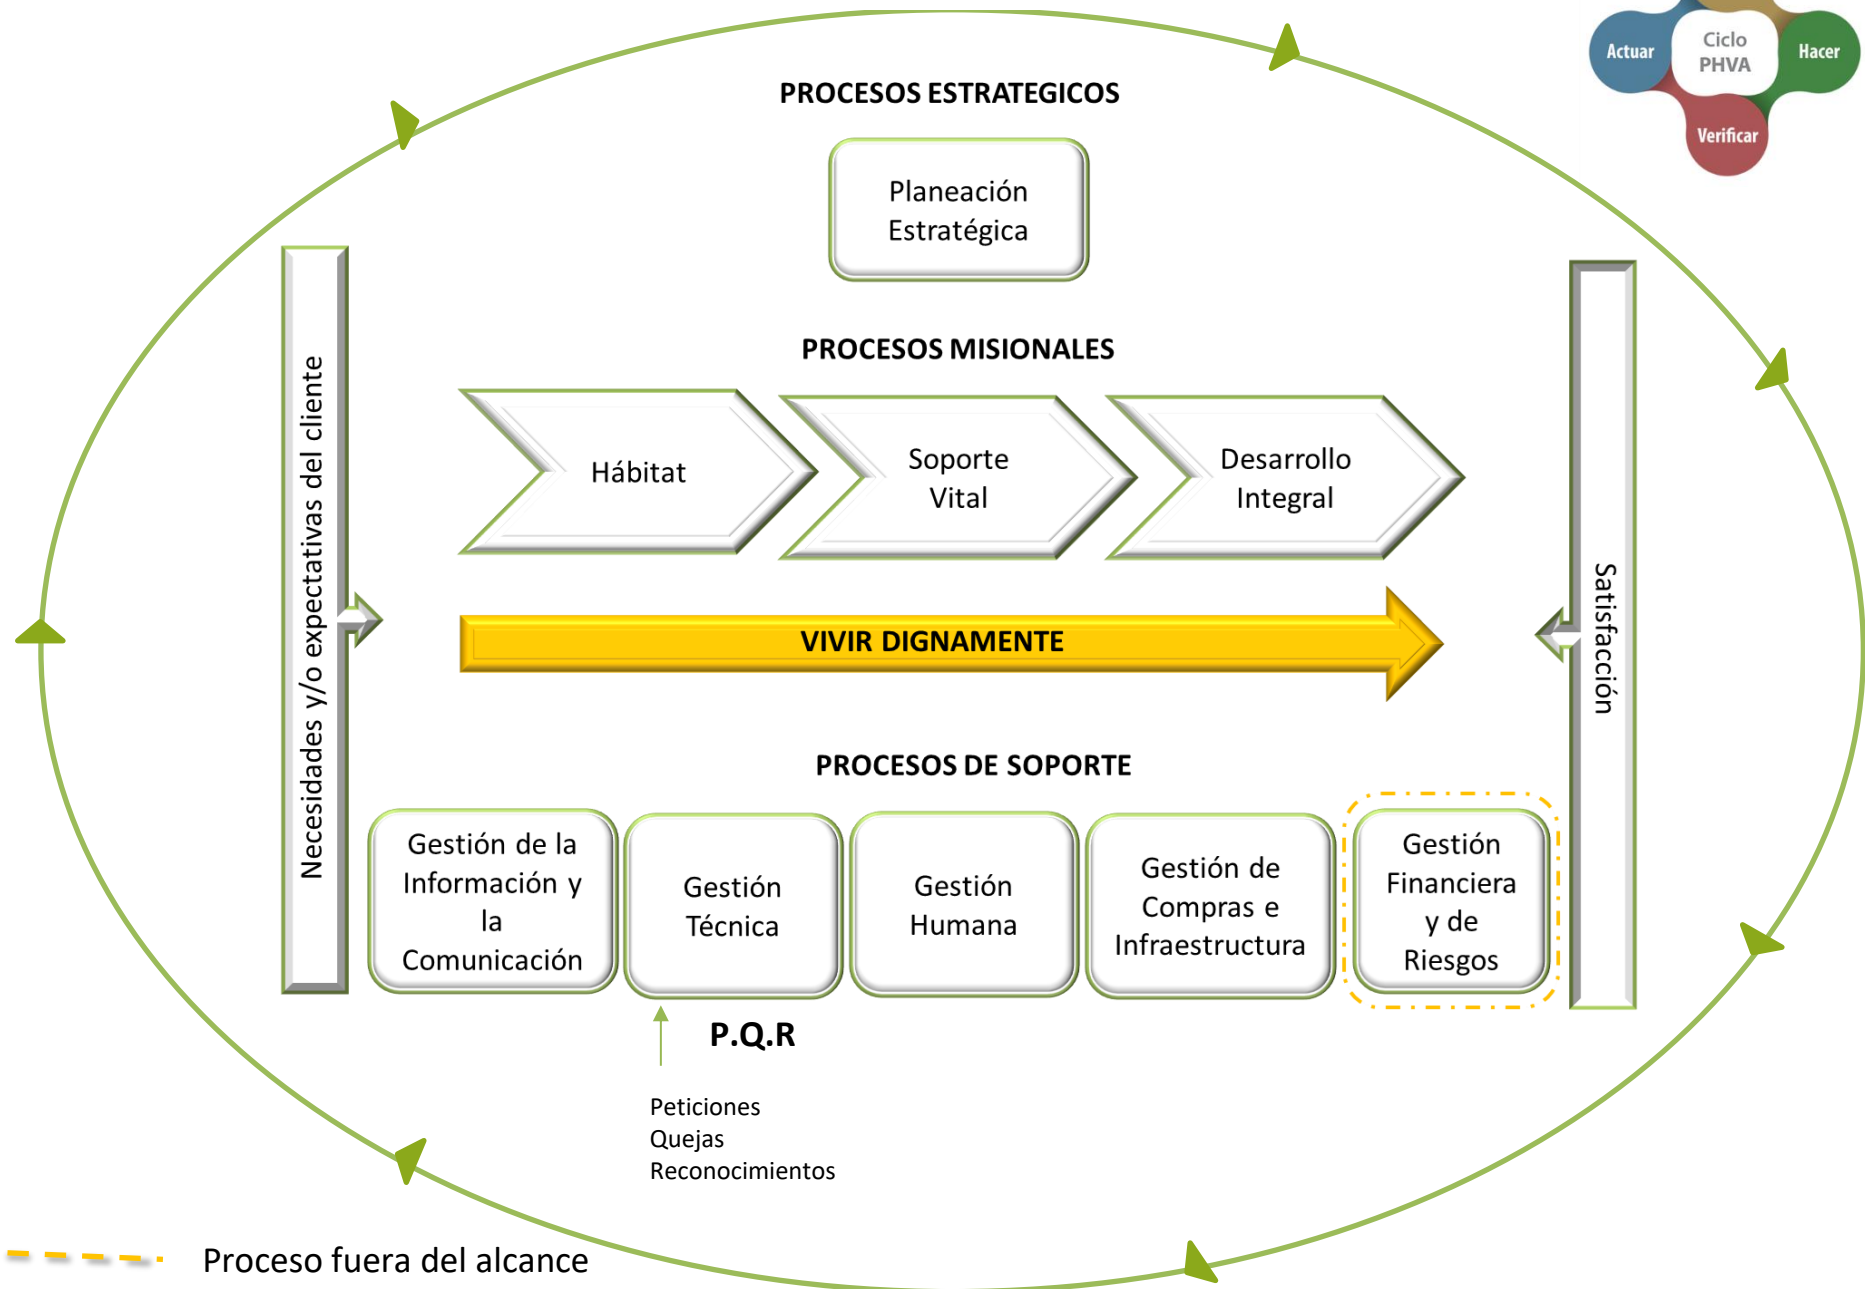 Actuar
Ciclo
PHVA
Hacer
Verificar
PROCESOS ESTRATEGICOS
Planeación
Estratégica
Necesidades y/o expectativas del cliente
PROCESOS MISIONALES
Hábitat
Soporte
Vital
Desarrollo
Integral
VIVIR DIGNAMENTE
Satisfacción
PROCESOS DE SOPORTE
Gestión de la
Información y
la
Comunicación
Gestión
Técnica
Gestión
Humana
Gestión de
Compras e
Infraestructura
Gestión
Financiera
y de
Riesgos
P.Q.R
Peticiones
Quejas
Reconocimientos
Proceso fuera del alcance